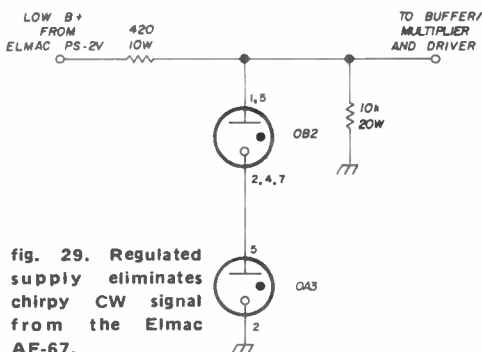 LOW B+
FROM
ELMAC PS-2V
420
10W
TO BUFFER/
MULTIPLIER
AND DRIVER
1,5
OB2
10k
20W
2,4,7
5
OA3
2
fig. 29. Regulated
supply eliminates
chirpy CW signal
from the Elmac
AF-67.